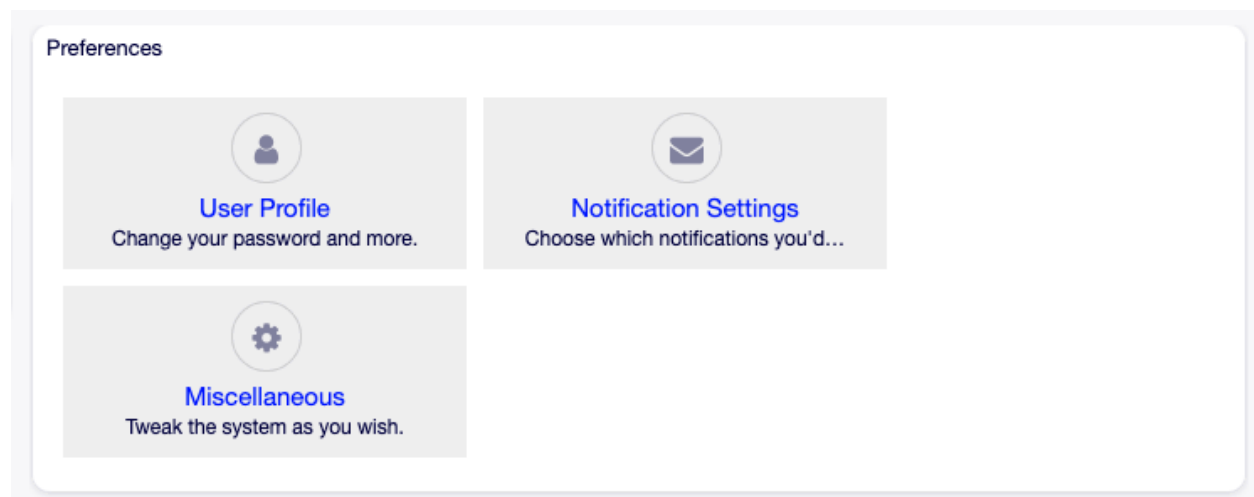 Preferences
User Profile
Change your password and more.
Notification Settings
Choose which notifications you'd…
Miscellaneous
Tweak the system as you wish.